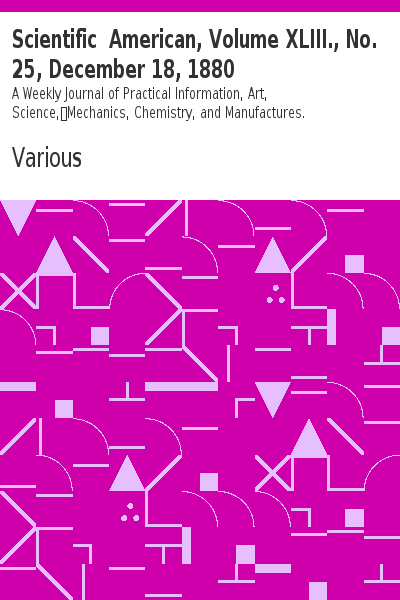 Scientific American, Volume XLIII., No.
25, December 18, 1880
A Weekly Journal of Practical Information, Art,
Science,▯Mechanics, Chemistry, and Manufactures.
Various